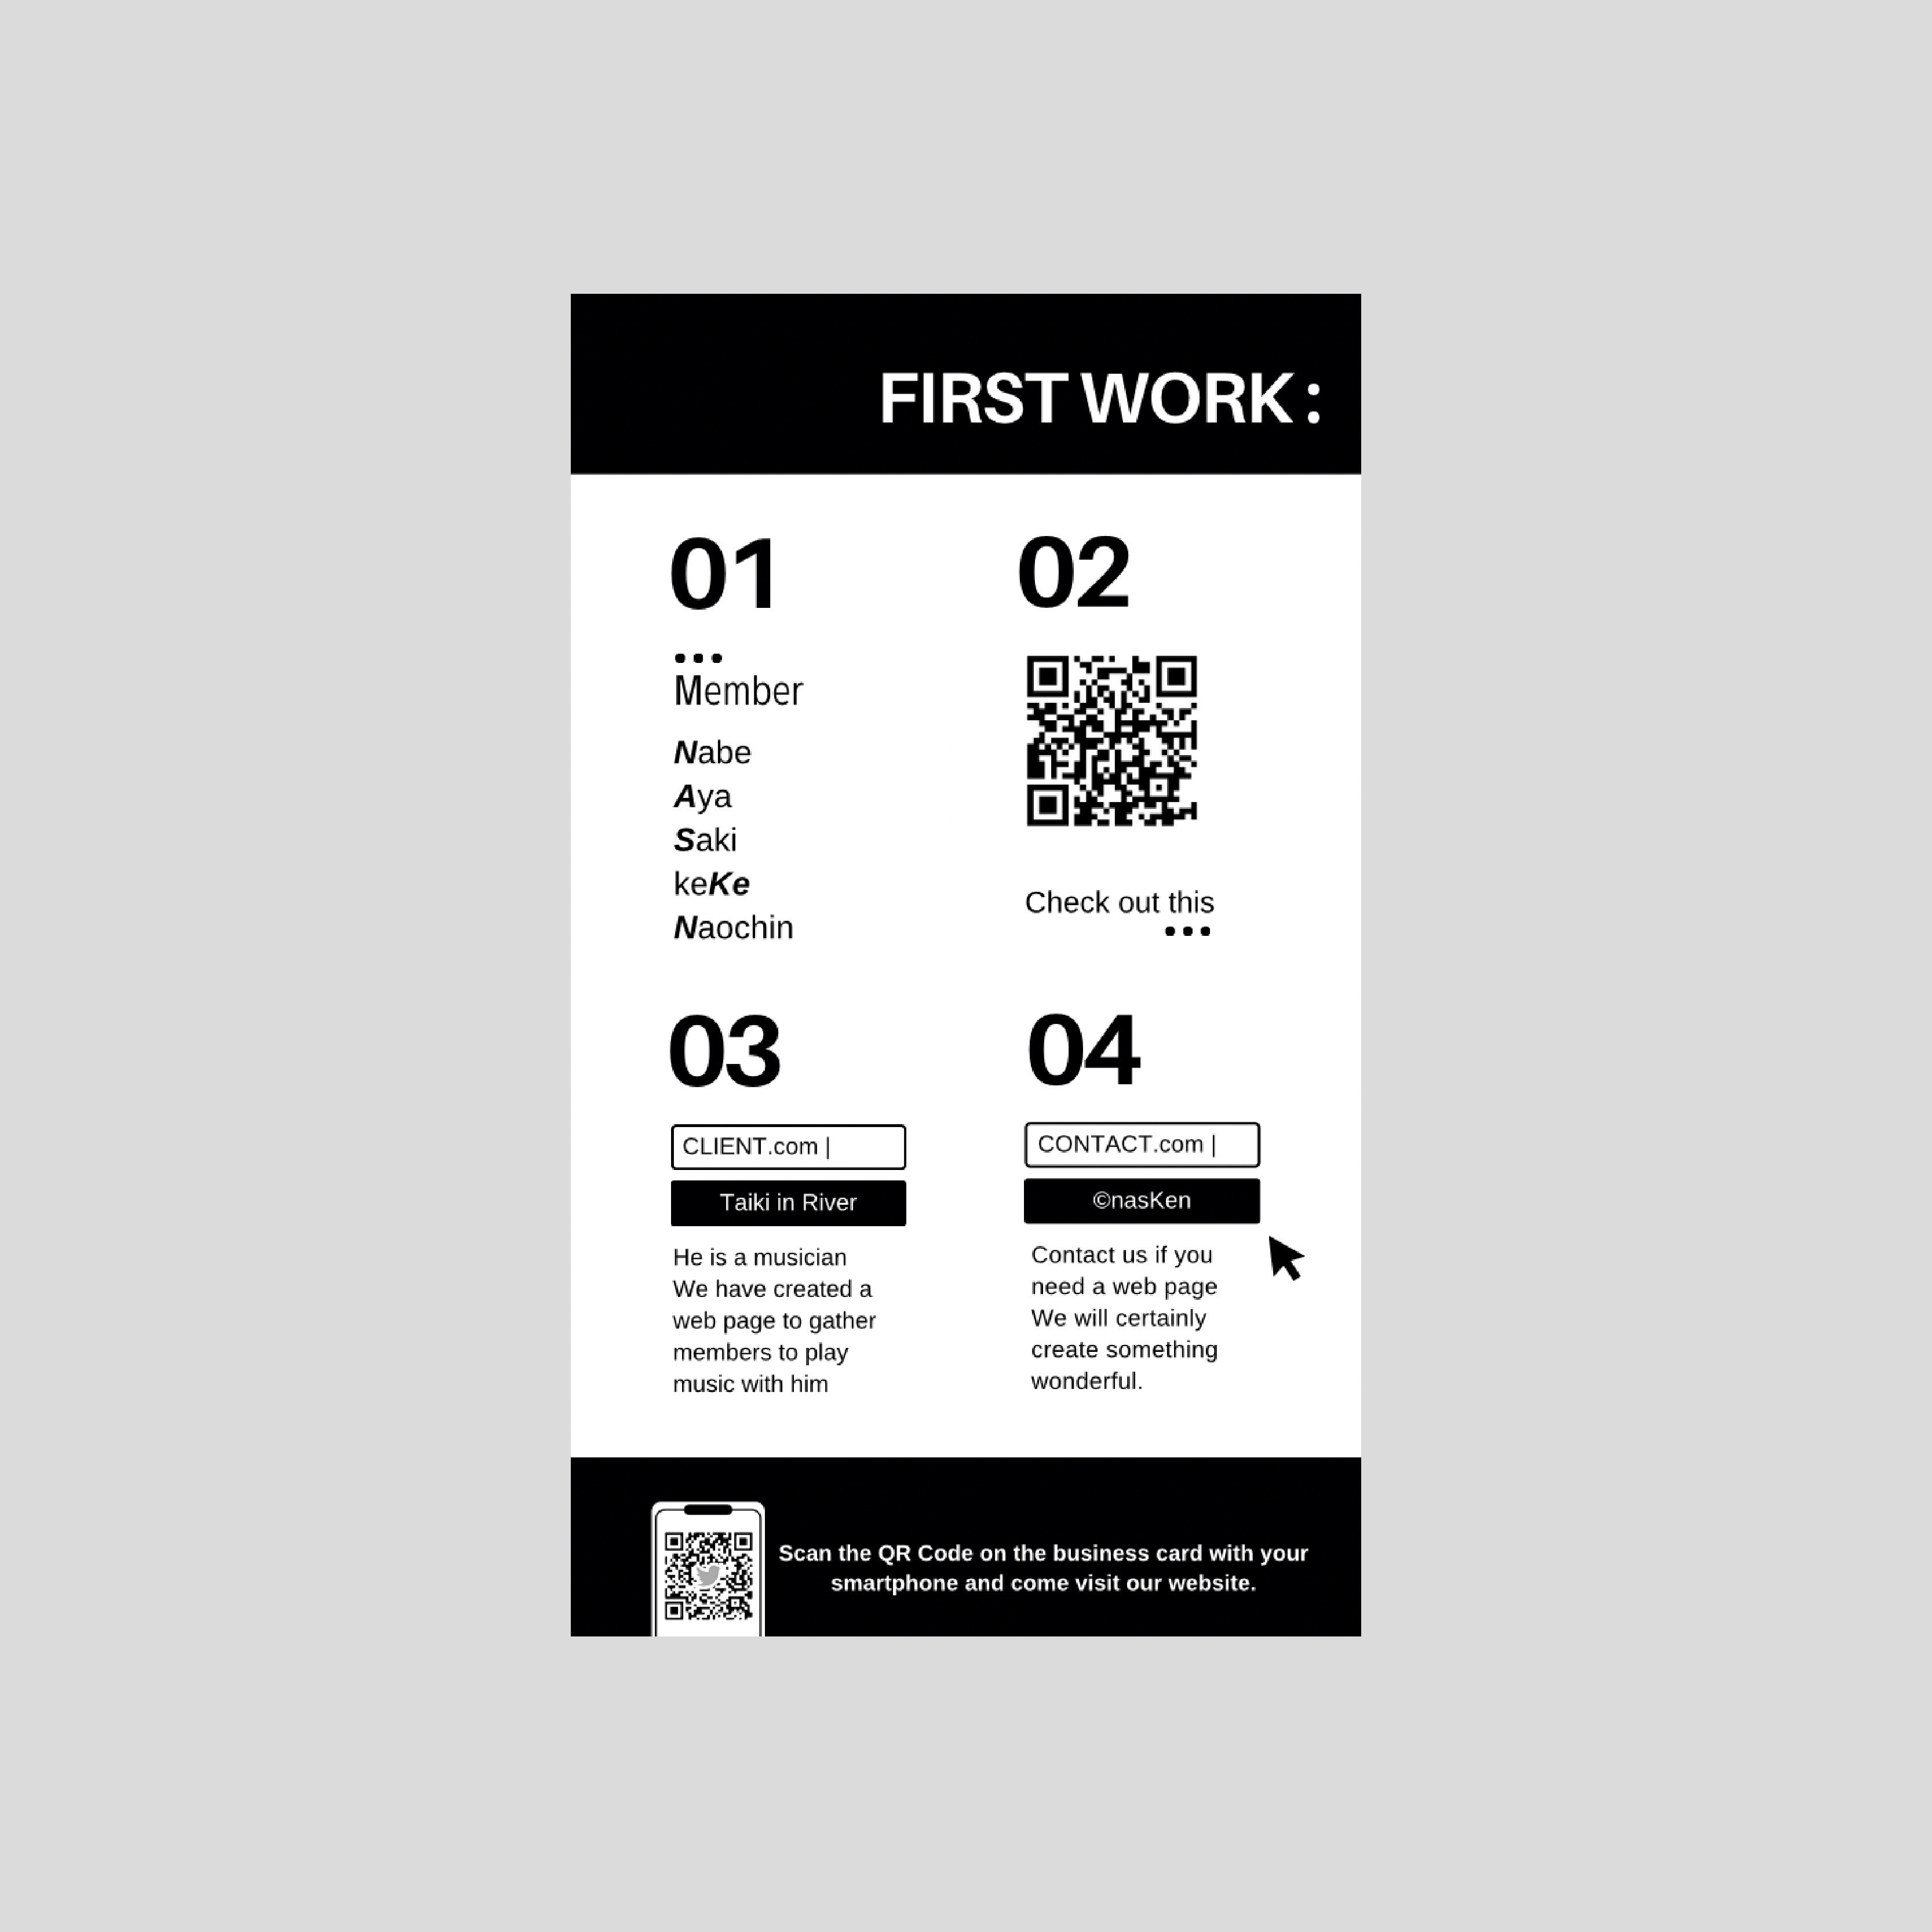 FIRST WORK :
01
Member
Nabe
Aya
Saki
keKe
Naochin
02
Check out this
...
03
CLIENT.com |
Taiki in River
He is a musician
We have created a
web page to gather
members to play
music with him
04
CONTACT.com |
©nasKen
Contact us if you
need a web page
We will certainly
create something
wonderful.
Scan the QR Code on the business card with your
smartphone and come visit our website.